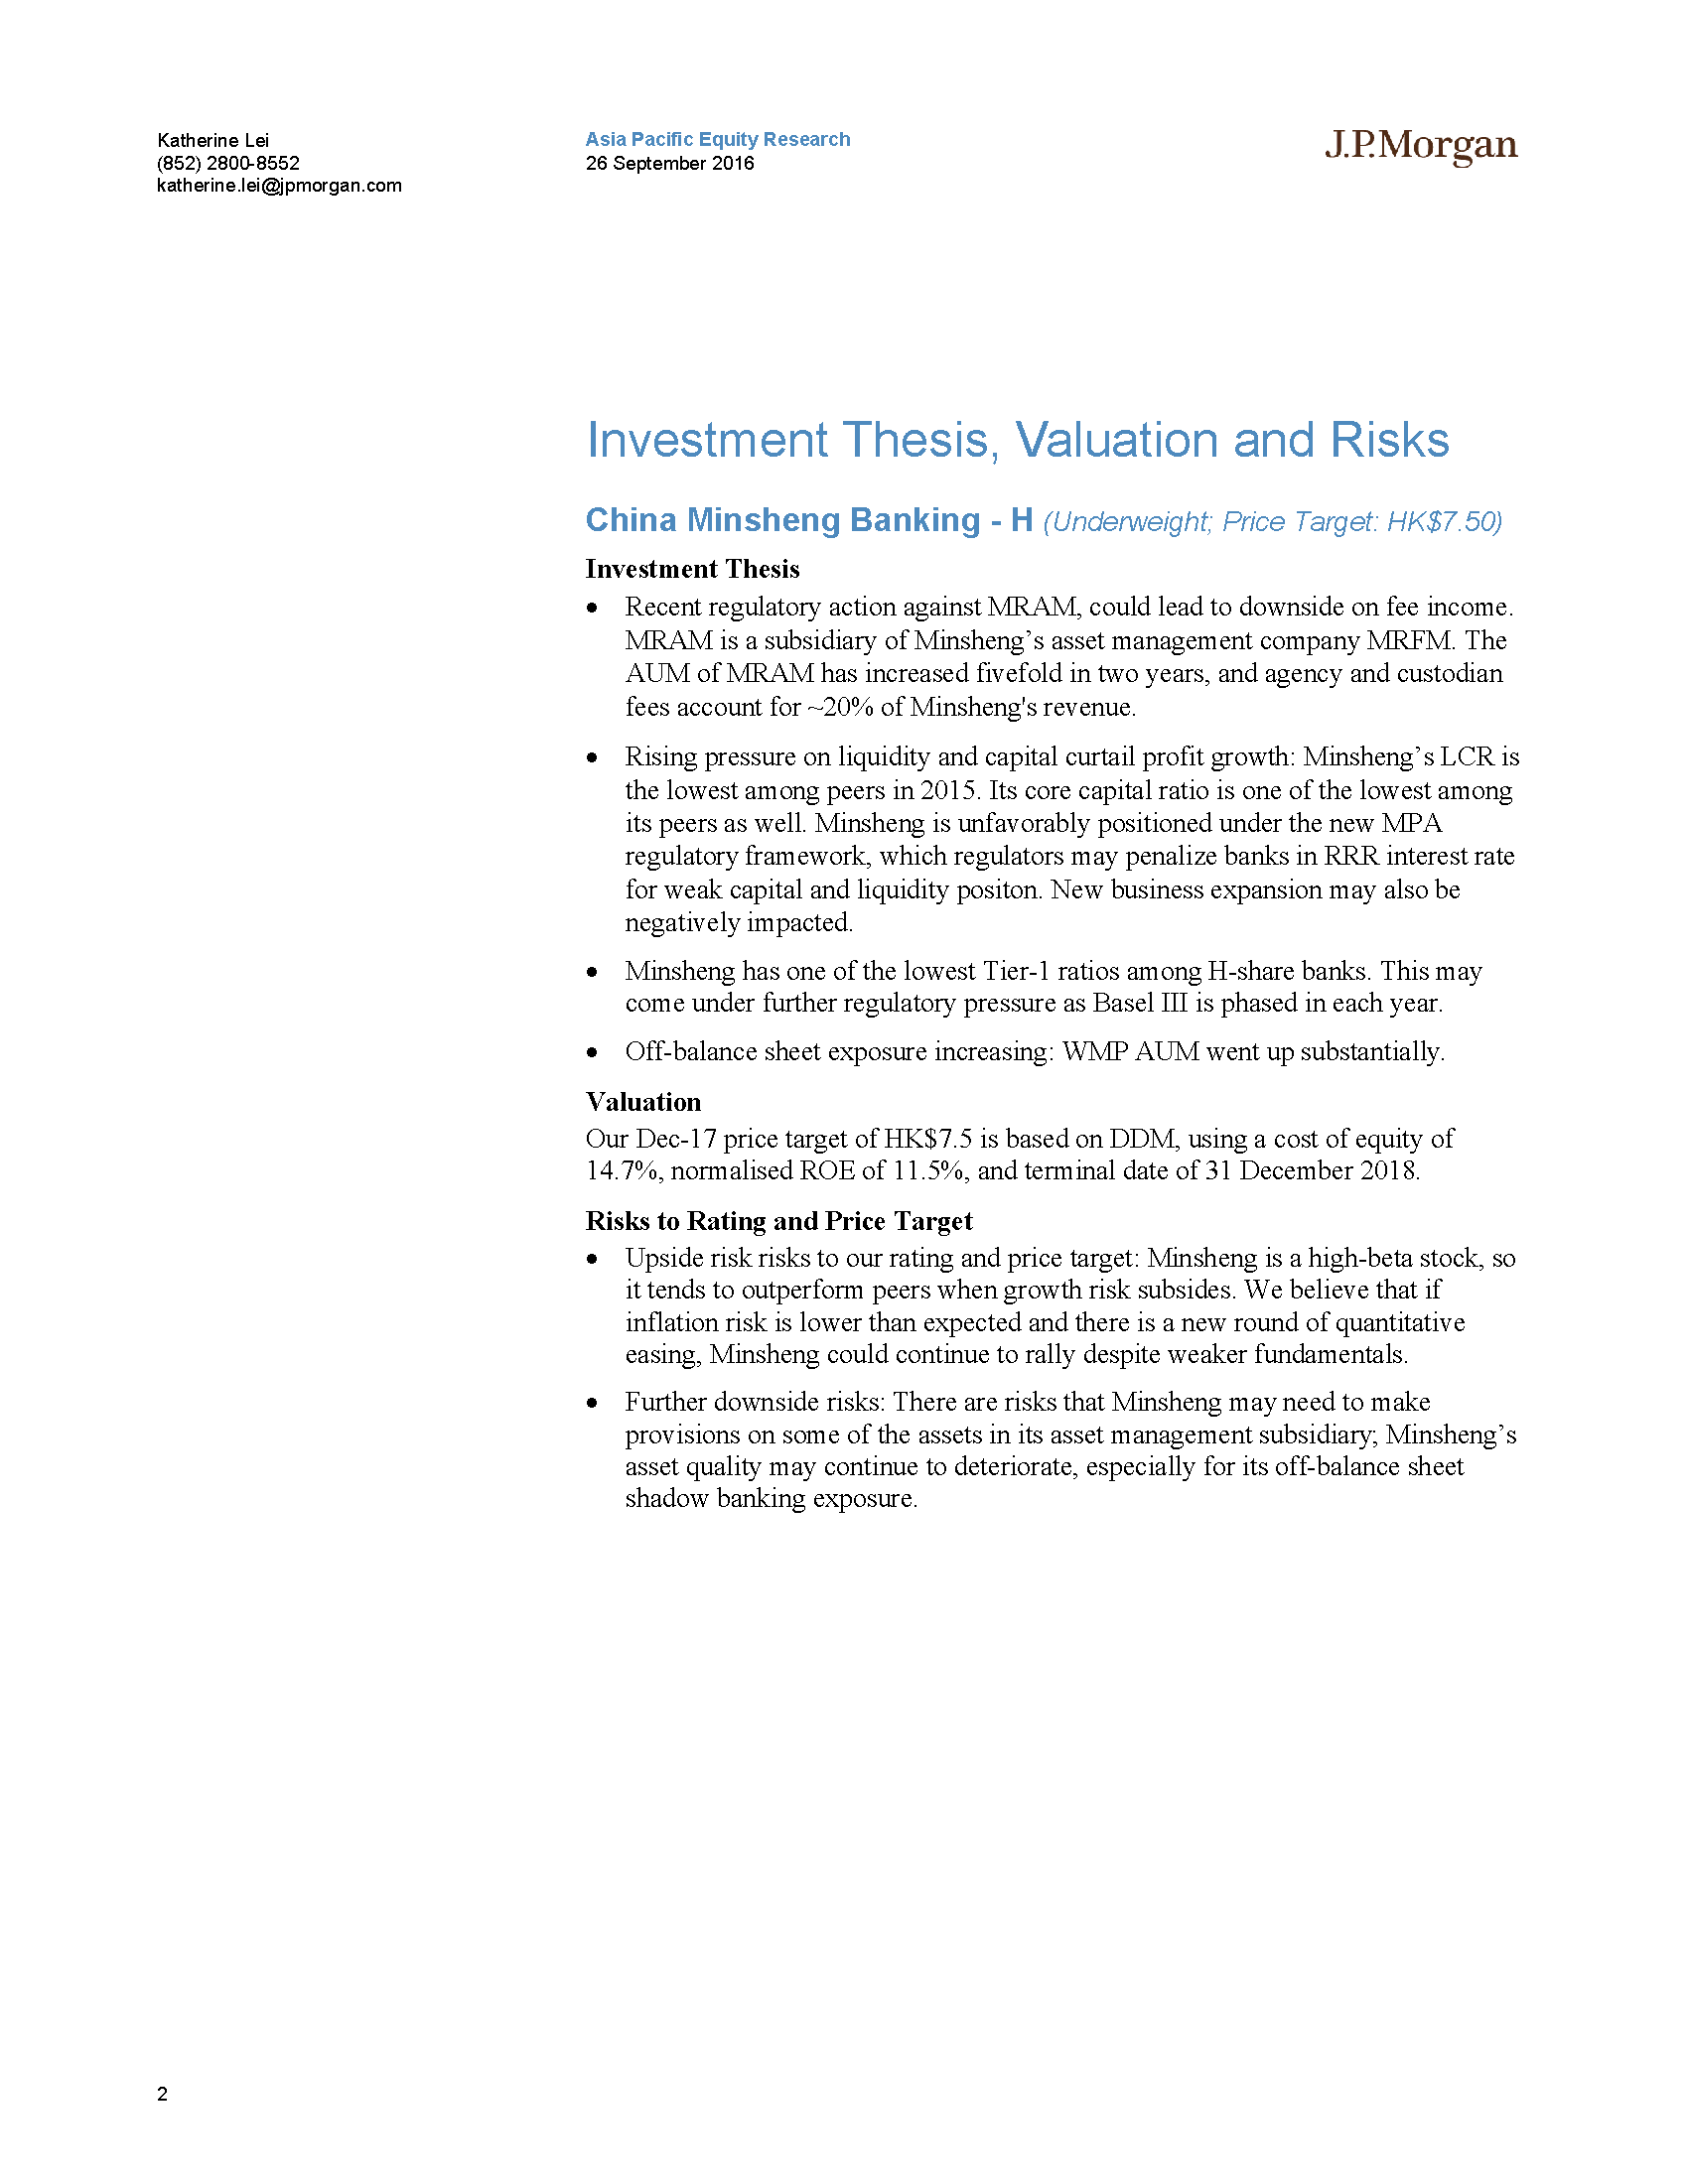 Katherine Lei
(852) 2800-8552
katherine.lei@jpmorgan.com
Asia Pacific Equity Research
26 September 2016
J.P.Morgan
Investment Thesis, Valuation and Risks
China Minsheng Banking - H (Underweight; Price Target: HK$7.50)
Investment Thesis
• Recent regulatory action against MRAM, could lead to downside on fee income.
MRAM is a subsidiary of Minsheng’s asset management company MRFM. The
AUM of MRAM has increased fivefold in two years, and agency and custodian
fees account for ~20% of Minsheng's revenue.
• Rising pressure on liquidity and capital curtail profit growth: Minsheng’s LCR is
the lowest among peers in 2015. Its core capital ratio is one of the lowest among
its peers as well. Minsheng is unfavorably positioned under the new MPA
regulatory framework, which regulators may penalize banks in RRR interest rate
for weak capital and liquidity positon. New business expansion may also be
negatively impacted.
• Minsheng has one of the lowest Tier-1 ratios among H-share banks. This may
come under further regulatory pressure as Basel III is phased in each year.
• Off-balance sheet exposure increasing: WMP AUM went up substantially.
Valuation
Our Dec-17 price target of HK$7.5 is based on DDM, using a cost of equity of
14.7%, normalised ROE of 11.5%, and terminal date of 31 December 2018.
Risks to Rating and Price Target
• Upside risk risks to our rating and price target: Minsheng is a high-beta stock, so
it tends to outperform peers when growth risk subsides. We believe that if
inflation risk is lower than expected and there is a new round of quantitative
easing, Minsheng could continue to rally despite weaker fundamentals.
• Further downside risks: There are risks that Minsheng may need to make
provisions on some of the assets in its asset management subsidiary; Minsheng’s
asset quality may continue to deteriorate, especially for its off-balance sheet
shadow banking exposure.
2